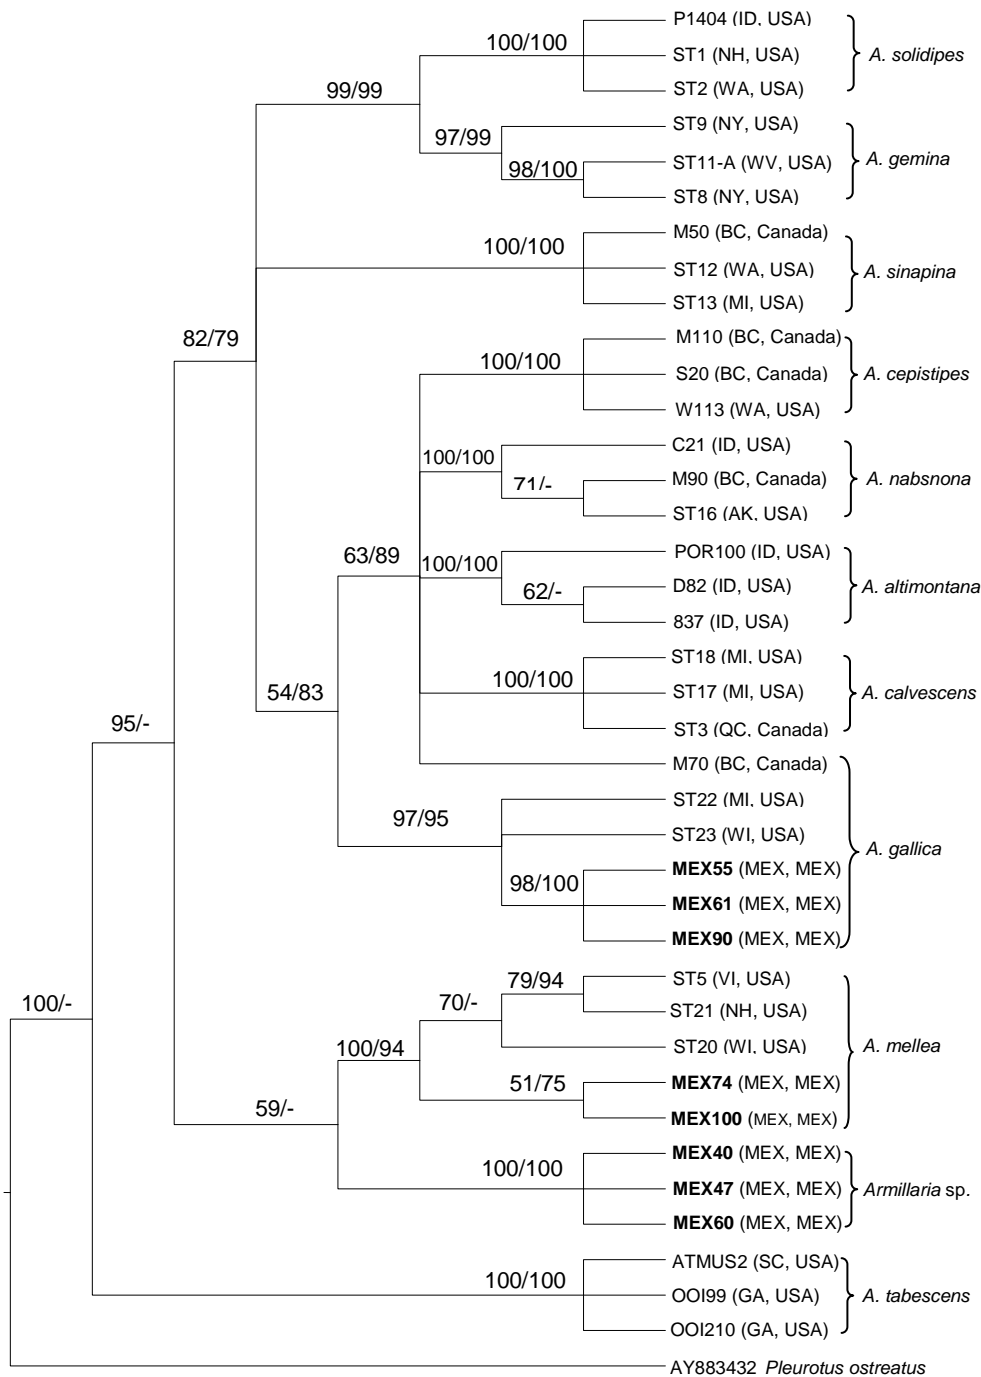 P1404 (ID, USA)
100/100
ST1 (NH, USA)
A. solidipes
ST2 (WA, USA)
99/99
ST9 (NY, USA)
97/99
ST11-A (WV, USA)
A. gemina
98/100
ST8 (NY, USA)
M50 (BC, Canada)
100/100
ST12 (WA, USA)
A. sinapina
ST13 (MI, USA)
82/79
M110 (BC, Canada)
100/100
S20 (BC, Canada)
A. cepistipes
W113 (WA, USA)
C21 (ID, USA)
100/100
M90 (BC, Canada)
A. nabsnona
71/-
ST16 (AK, USA)
63/89
POR100 (ID, USA)
100/100
D82 (ID, USA)
A. altimontana
62/-
837 (ID, USA)
ST18 (MI, USA)
100/100
ST17 (MI, USA)
A. calvescens
54/83
ST3 (QC, Canada)
95/-
M70 (BC, Canada)
ST22 (MI, USA)
97/95
ST23 (WI, USA)
A. gallica
MEX55 (MEX, MEX)
98/100
MEX61 (MEX, MEX)
MEX90 (MEX, MEX)
ST5 (VI, USA)
79/94
100/-
70/-
ST21 (NH, USA)
100/94
ST20 (WI, USA)
A. mellea
51/75
MEX74 (MEX, MEX)
59/-
MEX100 (MEX, MEX)
MEX40 (MEX, MEX)
100/100
MEX47 (MEX, MEX)
Armillaria sp.
MEX60 (MEX, MEX)
ATMUS2 (SC, USA)
100/100
OOI99 (GA, USA)
A. tabescens
OOI210 (GA, USA)
AY883432 Pleurotus ostreatus